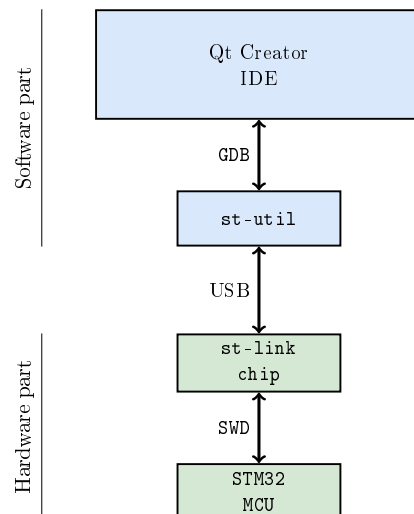 Software part
Qt Creator
IDE
GDB
st-util
USB
Hardware part
st-link
chip
SWD
STM32
MCU